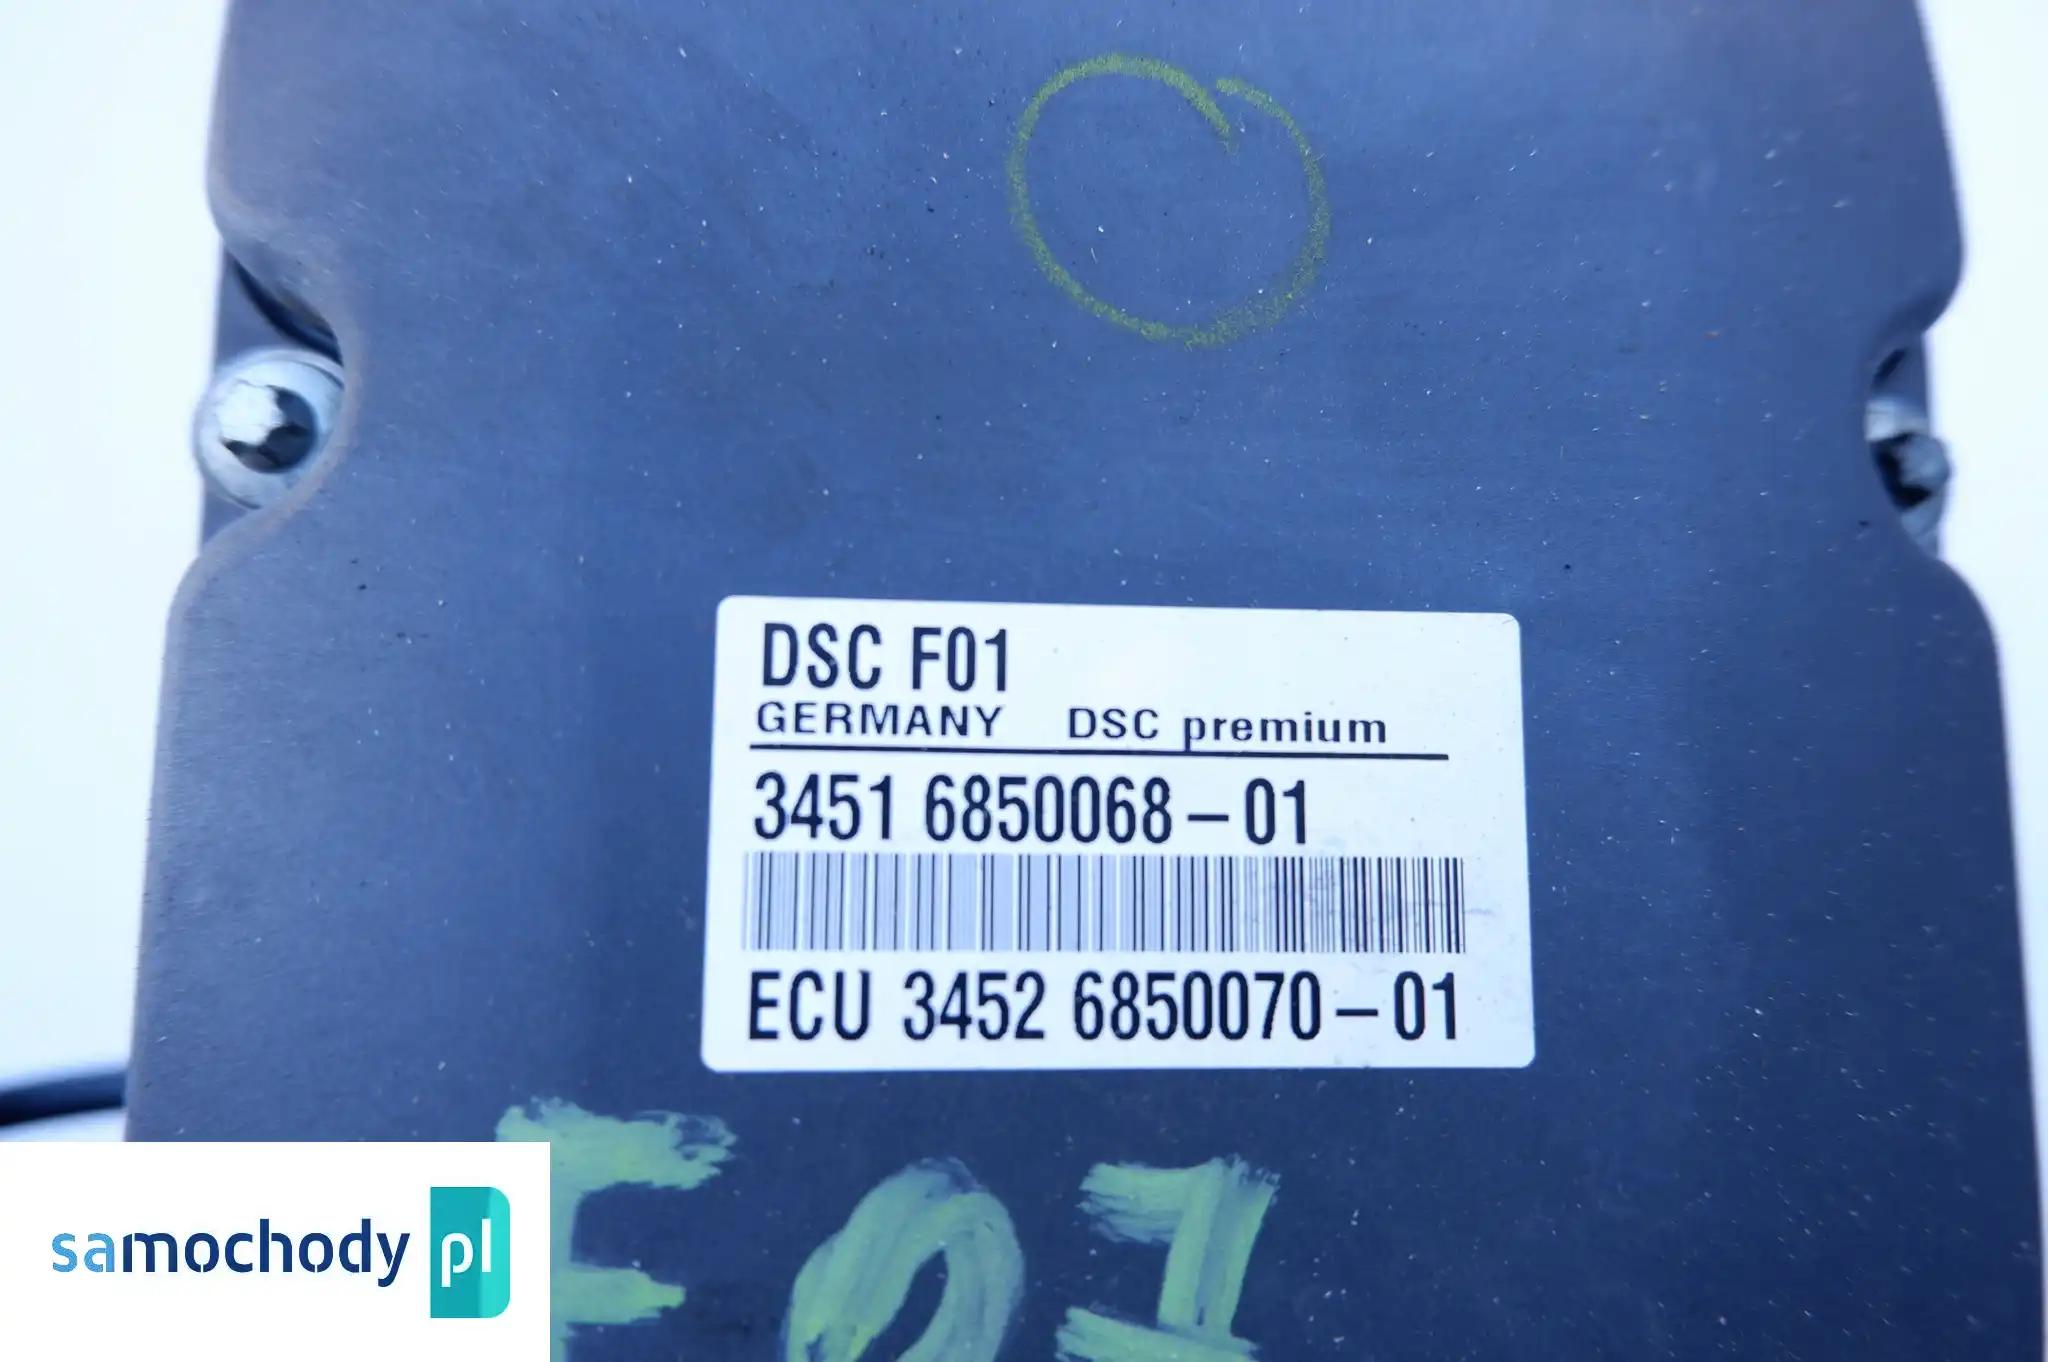 DSC F01
GERMANY DSC premium
3451 6850068-01
ECU 3452 6850070-01
F01
samochody pl